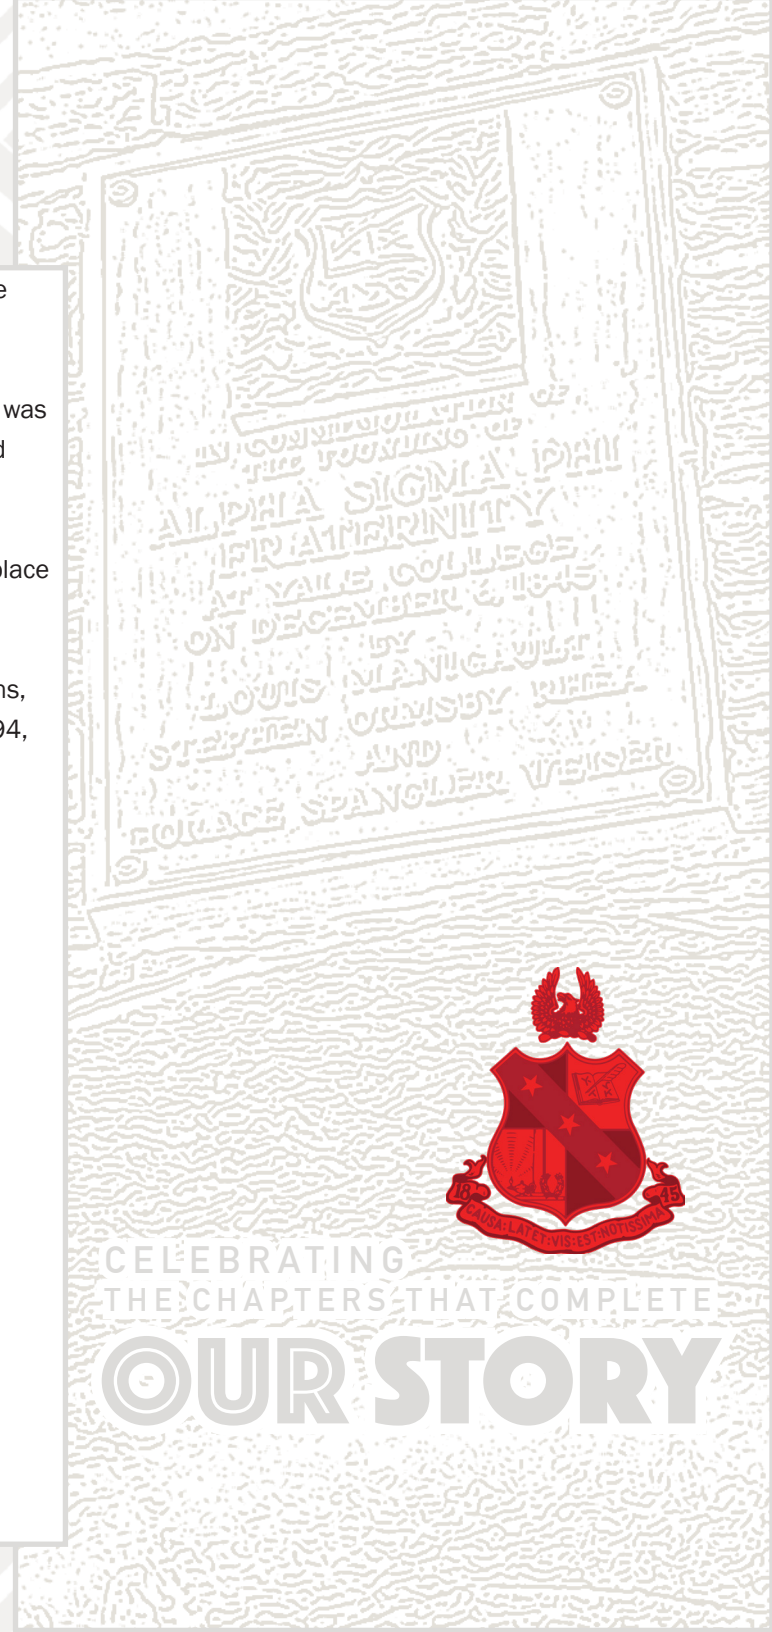 e
was
d
place
ns,
94,
IN COMMEMORATION OF
THE FOUNDING OF
ALPHA SIGMA PHI
FRATERNITY
AT YALE COLLEGE
ON DECEMBER 6, 1845
BY
LOUIS MANIGAULT
STEPHEN ORMSBY RHEA
AND
HORACE SPANGLER WEISER
18 45
CAUSA:LATET:VIS:EST:NOTISSIMA
CELEBRATING
THE CHAPTERS THAT COMPLETE
OUR STORY